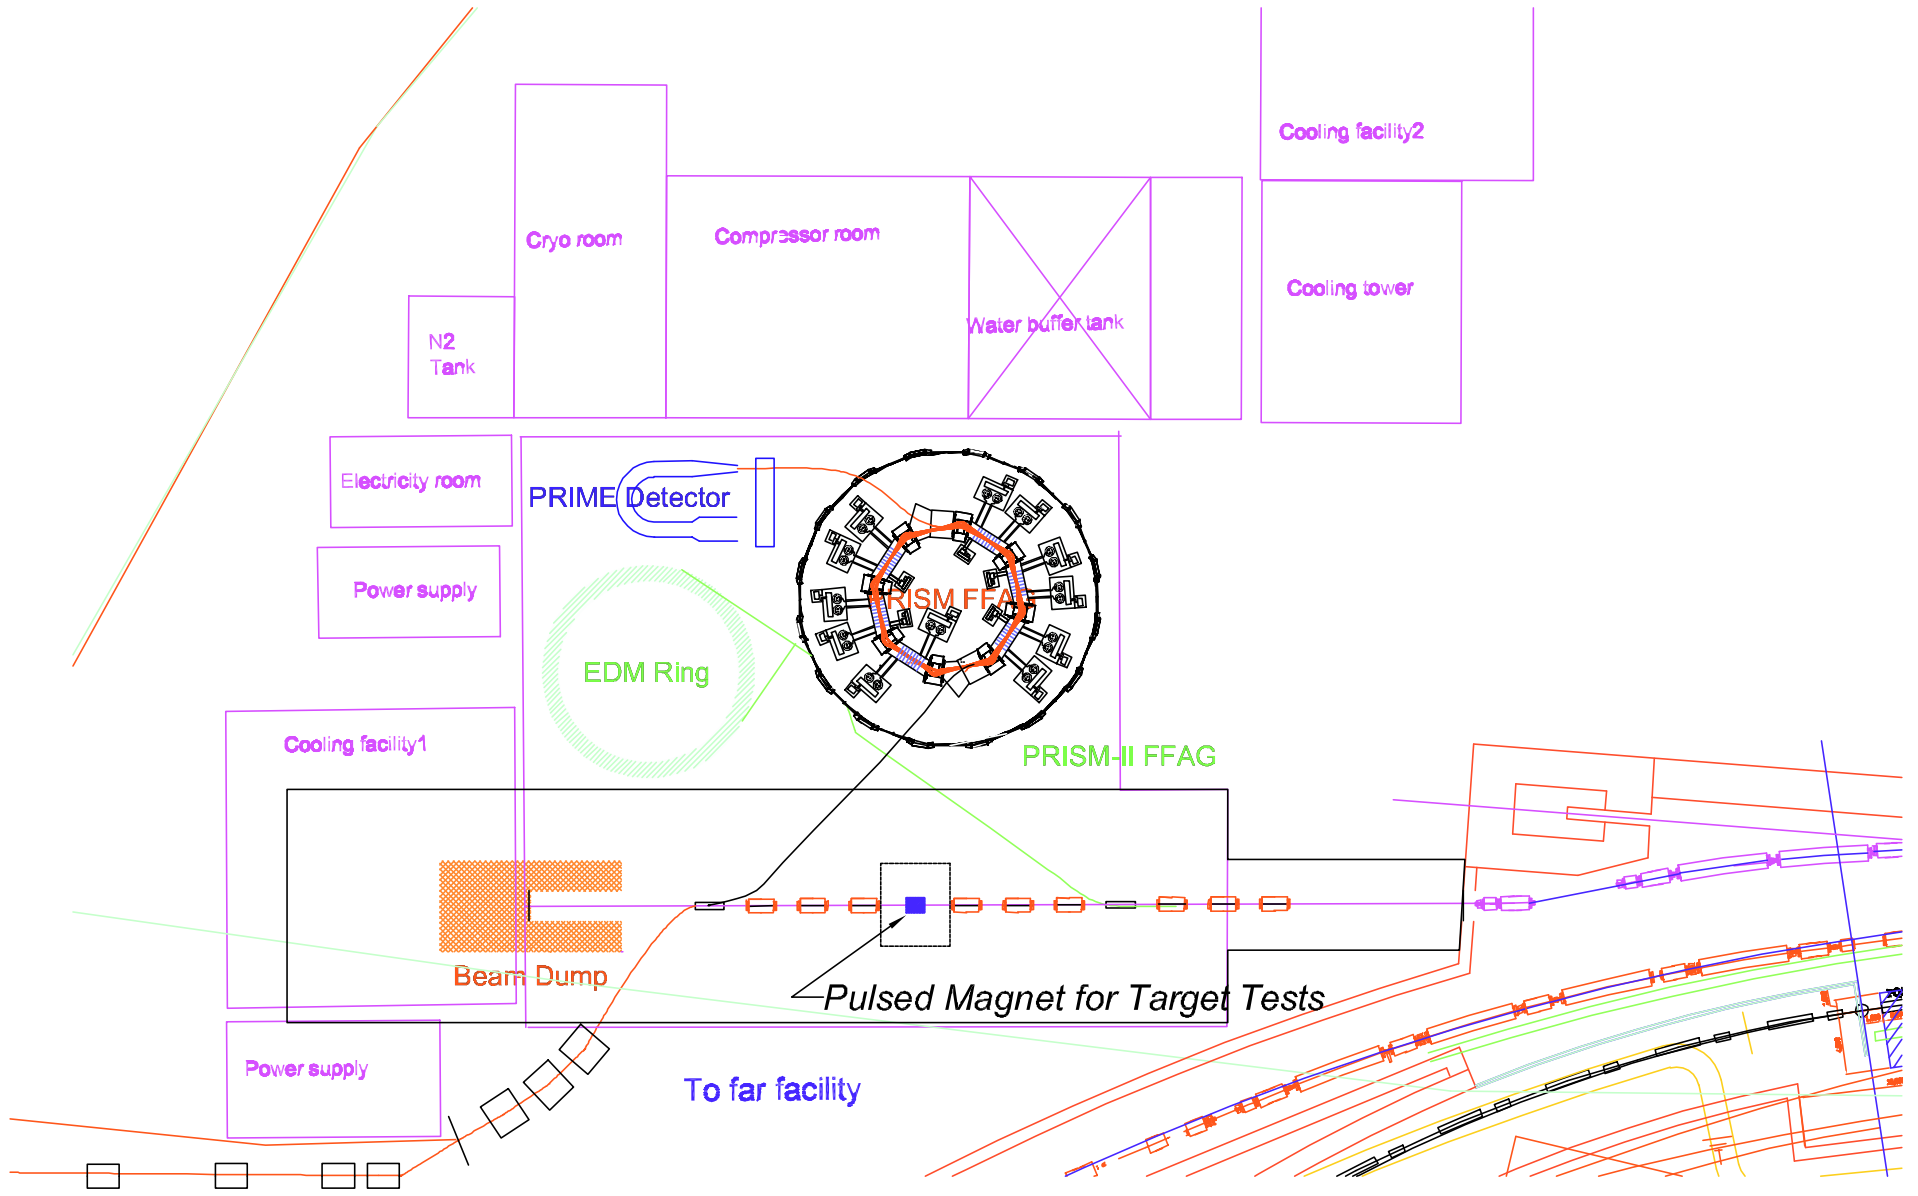 Cooling facility2
Cryo room
Compressor room
Cooling tower
Water buffer tank
N2
Tank
Electricity room
PRIME Detector
Power supply
RISM FFAG
EDM Ring
Cooling facility1
PRISM-II FFAG
Beam Dump
Pulsed Magnet for Target Tests
Power supply
To far facility